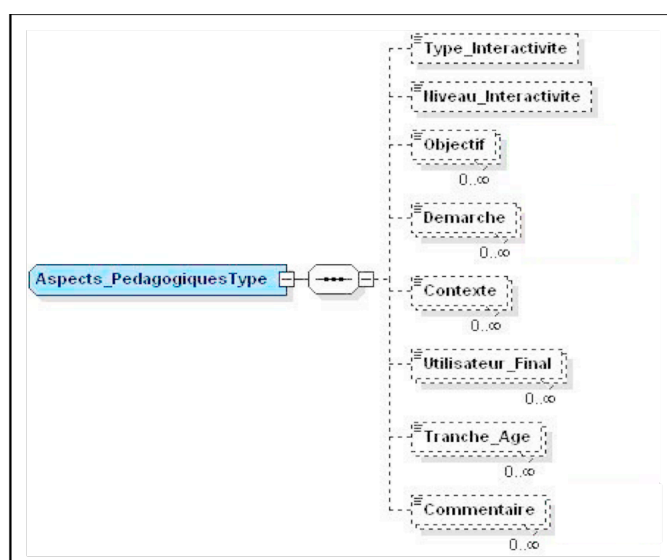 Type_Interactivite
Niveau_Interactivite
Objectif
0..∞
Demarche
0..∞
Aspects_PedagogiquesType
Contexte
0..∞
Utilisateur_Final
0..∞
Tranche_Age
0..∞
Commentaire
0..∞